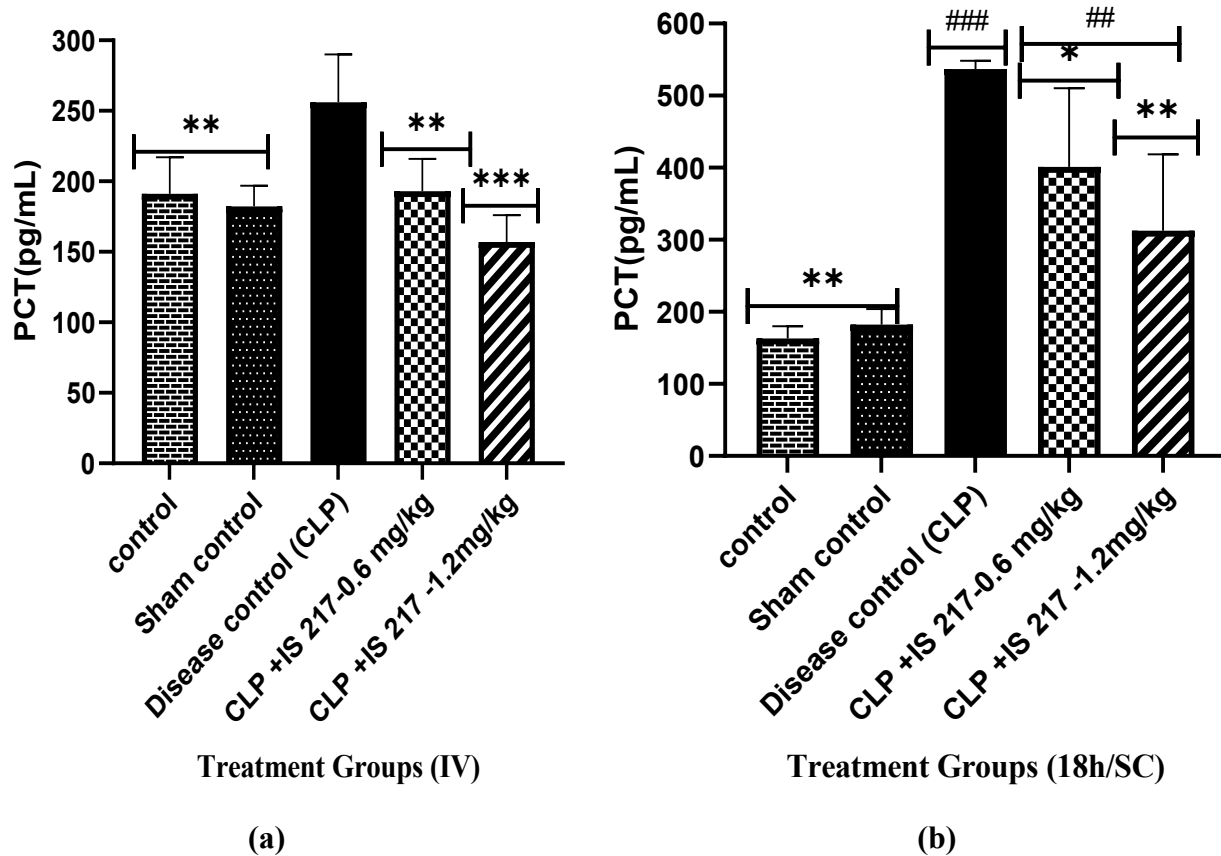 PCT(pg/mL)
300
250
200
150
100
50
0
**
**
***
control
Sham control
Disease control (CLP)
CLP +IS 217-0.6 mg/kg
CLP +IS 217 -1.2mg/kg
Treatment Groups (IV)
(a)
PCT(pg/mL)
600
500
400
300
200
100
0
**
###
##
*
**
control
Sham control
Disease control (CLP)
CLP +IS 217-0.6 mg/kg
CLP +IS 217 -1.2mg/kg
Treatment Groups (18h/SC)
(b)